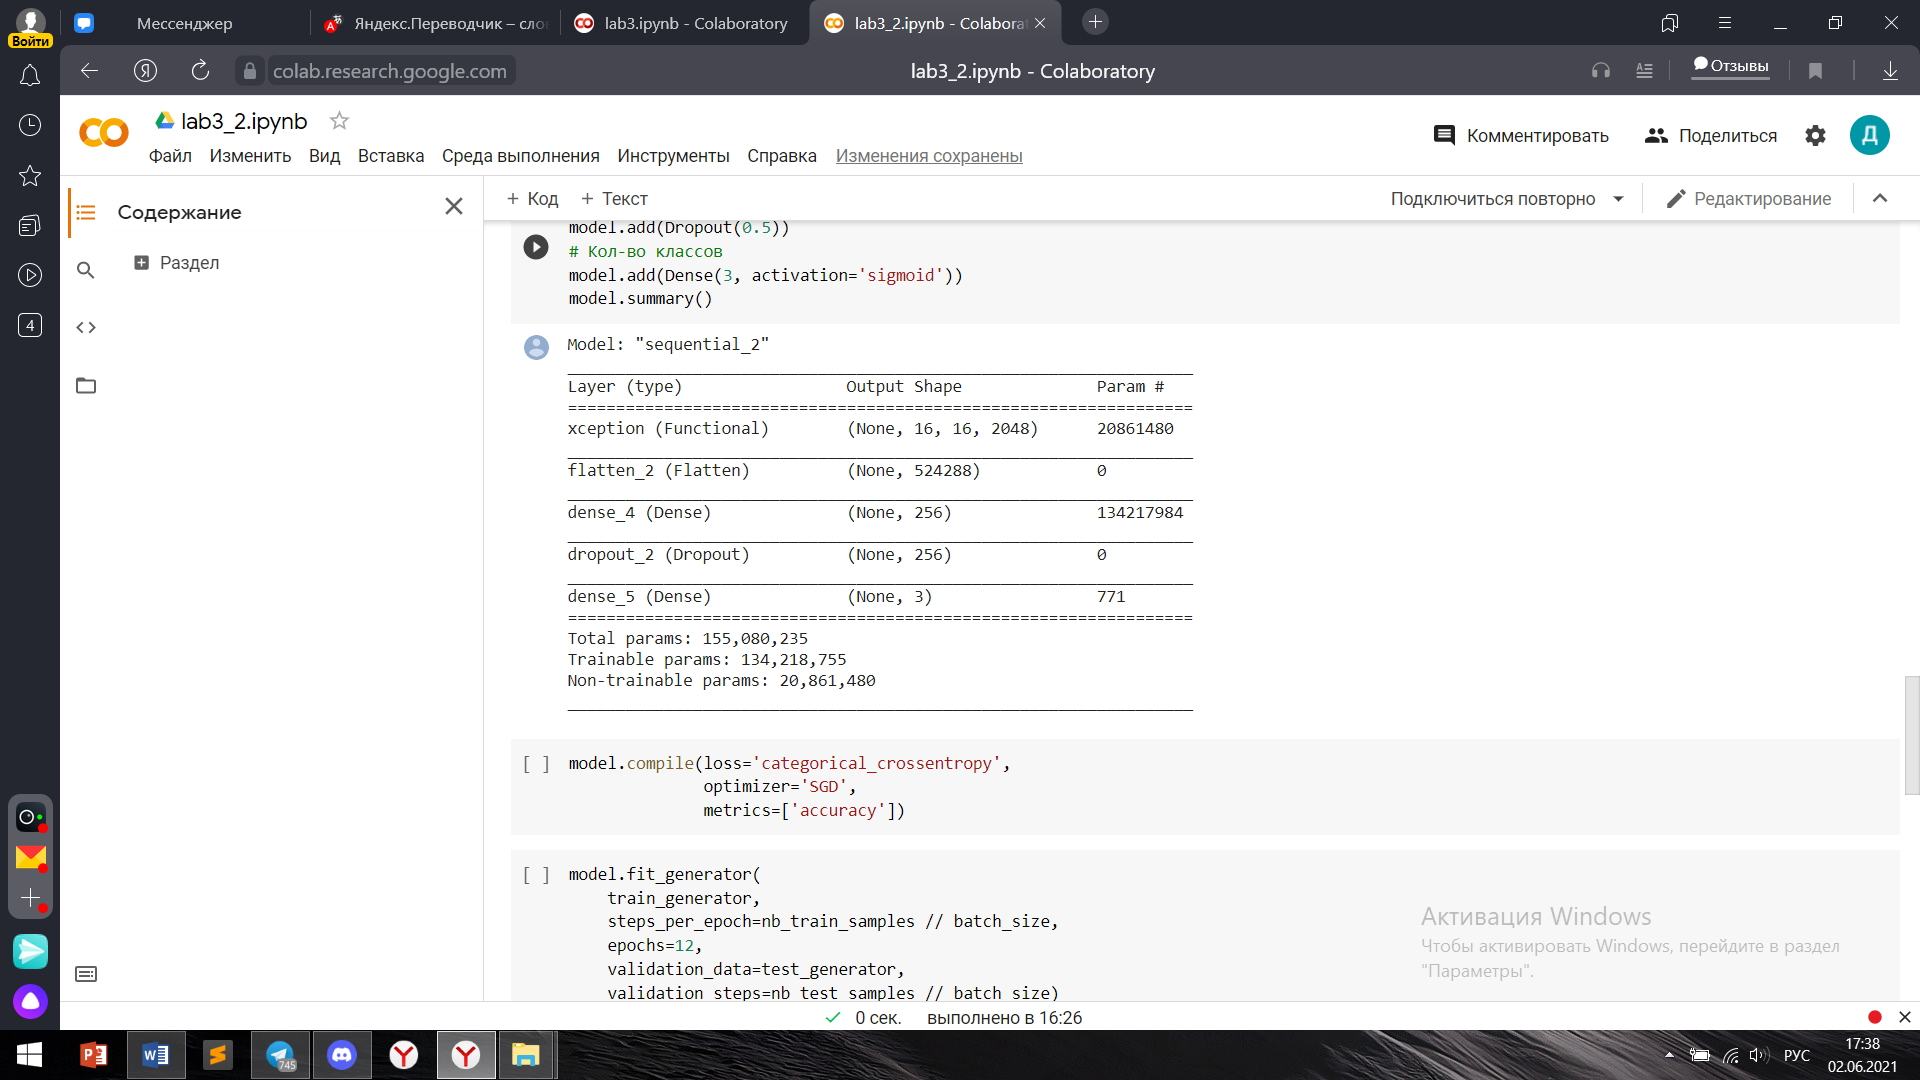 Мессенджер
Яндекс.Переводчик – сло
lab3.ipynb - Colaboratory
lab3_2.ipynb - Colabora
Войти
colab.research.google.com
lab3_2.ipynb - Colaboratory
Отзывы
lab3_2.ipynb
Комментировать
Поделиться
Д
Файл Изменить Вид Вставка Среда выполнения Инструменты Справка Изменения сохранены
Содержание
+ Код + Текст
Подключиться повторно
Редактирование
Раздел
4
model.add(Dropout(0.5))
# Кол-во классов
model.add(Dense(3, activation='sigmoid'))
model.summary()
Model: "sequential_2"
Layer (type) Output Shape Param #
=================================================================
xception (Functional) (None, 16, 16, 2048) 20861480
flatten_2 (Flatten) (None, 524288) 0
dense_4 (Dense) (None, 256) 134217984
dropout_2 (Dropout) (None, 256) 0
dense_5 (Dense) (None, 3) 771
=================================================================
Total params: 155,080,235
Trainable params: 134,218,755
Non-trainable params: 20,861,480
[ ] model.compile(loss='categorical_crossentropy',
optimizer='SGD',
metrics=['accuracy'])
[ ] model.fit_generator(
train_generator,
steps_per_epoch=nb_train_samples // batch_size,
epochs=12,
validation_data=test_generator,
validation_steps=nb_test_samples // batch_size)
Активация Windows
Чтобы активировать Windows, перейдите в раздел
"Параметры".
0 сек. выполнено в 16:26
745
РУС
17:38
02.06.2021